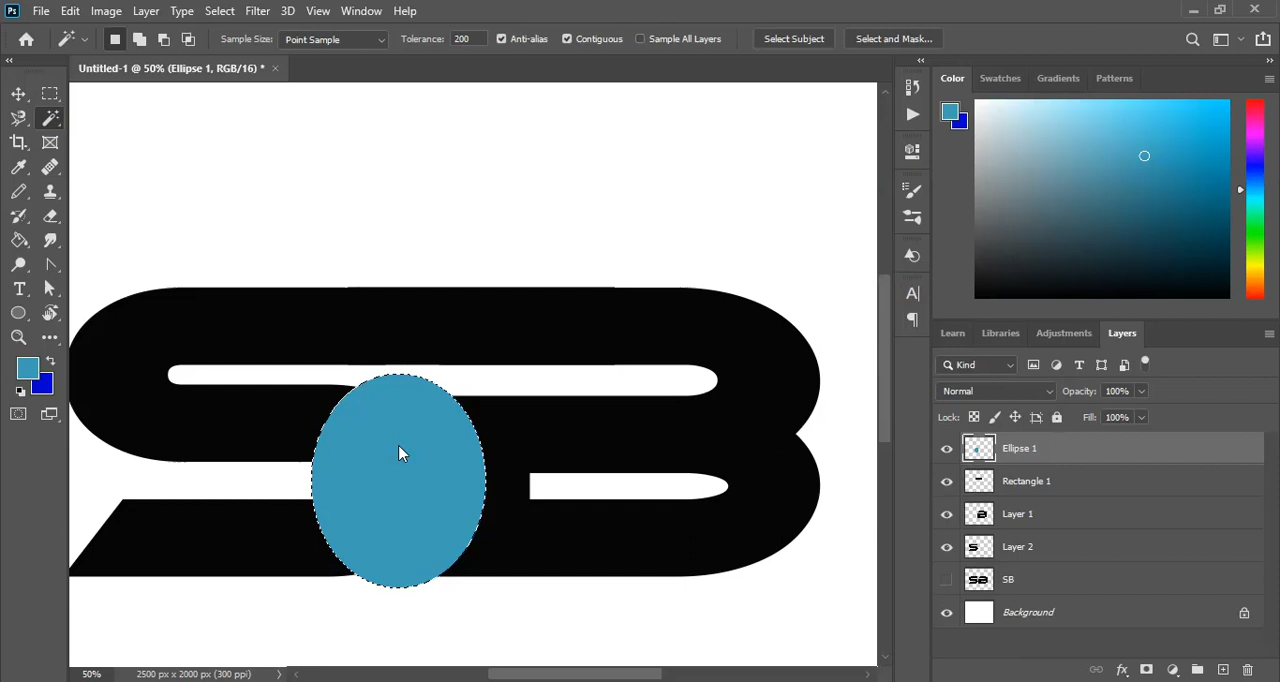 Ps File Edit Image Layer Type Select Filter 3D View Window Help
Sample Size: Point Sample Tolerance: 200 Anti-alias Contiguous Sample All Layers Select Subject Select and Mask...
Untitled-1 @ 50% (Ellipse 1, RGB/16) *
Color Swatches Gradients Patterns
SB
Learn Libraries Adjustments Layers
Kind
Normal Opacity: 100%
Lock: Fill: 100%
Ellipse 1
Rectangle 1
Layer 1
Layer 2
SB
Background
50% 2500 px x 2000 px (300 ppi)